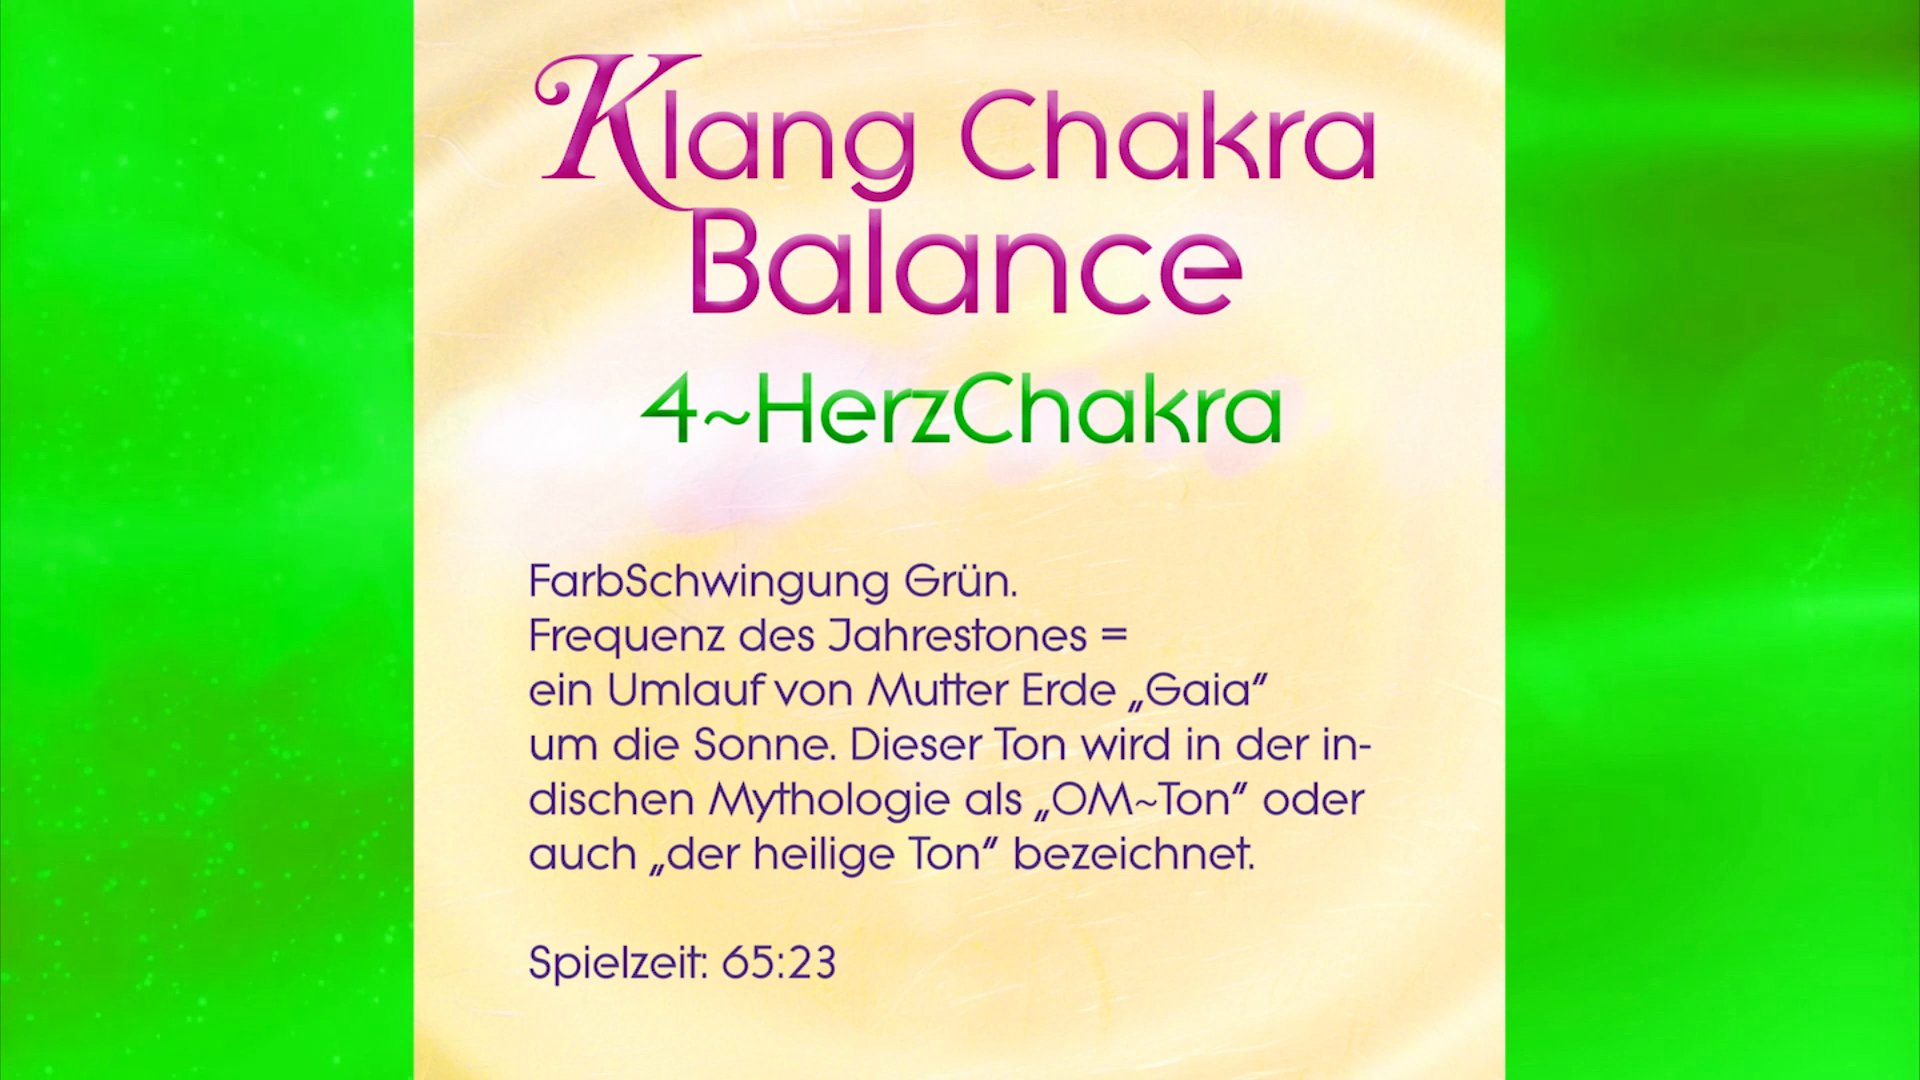 Klang Chakra
Balance
4~HerzChakra
FarbSchwingung Grün.
Frequenz des Jahrestones =
ein Umlauf von Mutter Erde „Gaia“
um die Sonne. Dieser Ton wird in der in-
dischen Mythologie als „OM~Ton“ oder
auch „der heilige Ton“ bezeichnet.
Spielzeit: 65:23